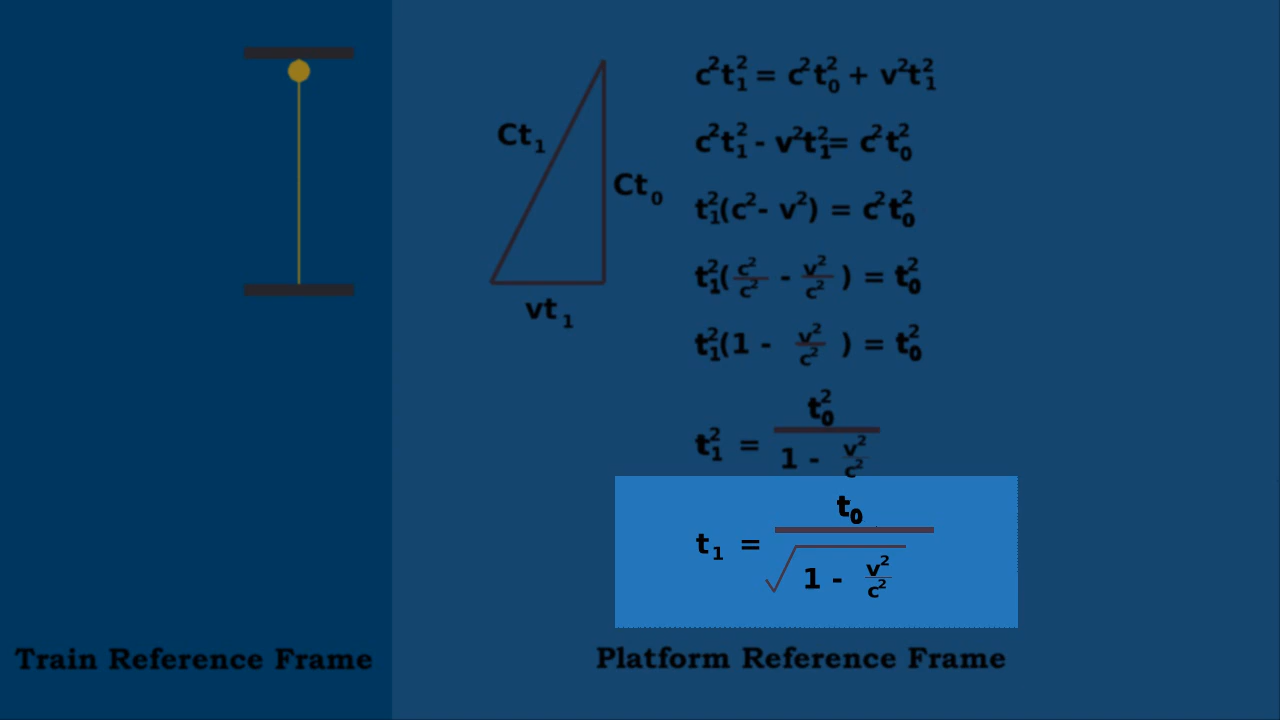 Ct₁
Ct₀
vt₁
c²t₁² = c²t₀² + v²t₁²
c²t₁² - v²t₁² = c²t₀²
t₁²(c² - v²) = c²t₀²
t₁²(c²/c² - v²/c²) = t₀²
t₁²(1 - v²/c²) = t₀²
t₁² = t₀² / (1 - v²/c²)
t₁ = t₀ / √(1 - v²/c²)
Train Reference Frame
Platform Reference Frame